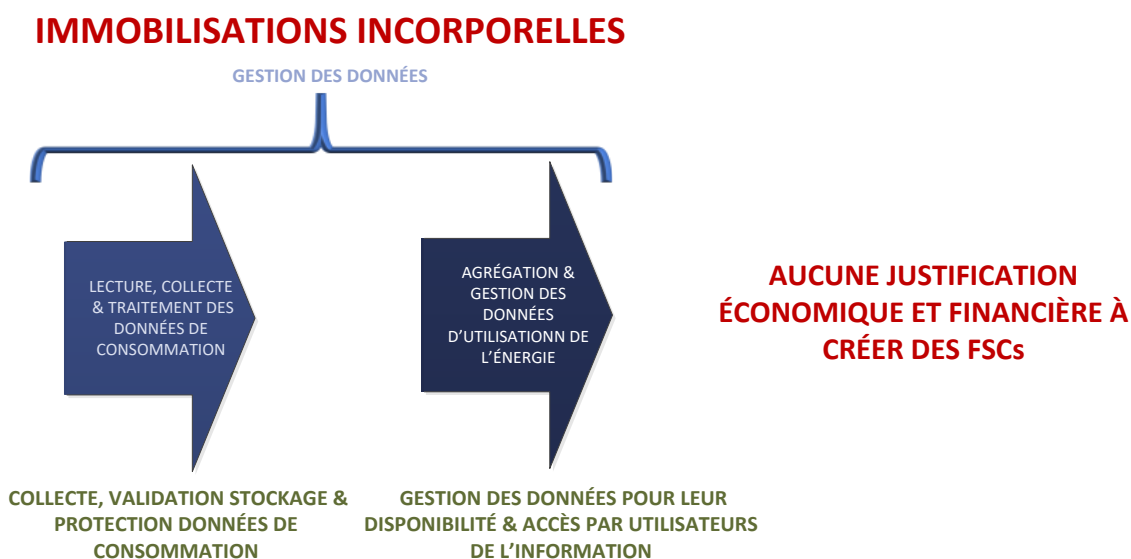 IMMOBILISATIONS INCORPORELLES
GESTION DES DONNÉES
LECTURE, COLLECTE
& TRAITEMENT DES
DONNÉES DE
CONSOMMATION
AGRÉGATION &
GESTION DES
DONNÉES
D'UTILISATIONN DE
L'ÉNERGIE
AUCUNE JUSTIFICATION
ÉCONOMIQUE ET FINANCIÈRE À
CRÉER DES FSCs
COLLECTE, VALIDATION STOCKAGE &
PROTECTION DONNÉES DE
CONSOMMATION
GESTION DES DONNÉES POUR LEUR
DISPONIBILITÉ & ACCÈS PAR UTILISATEURS
DE L'INFORMATION